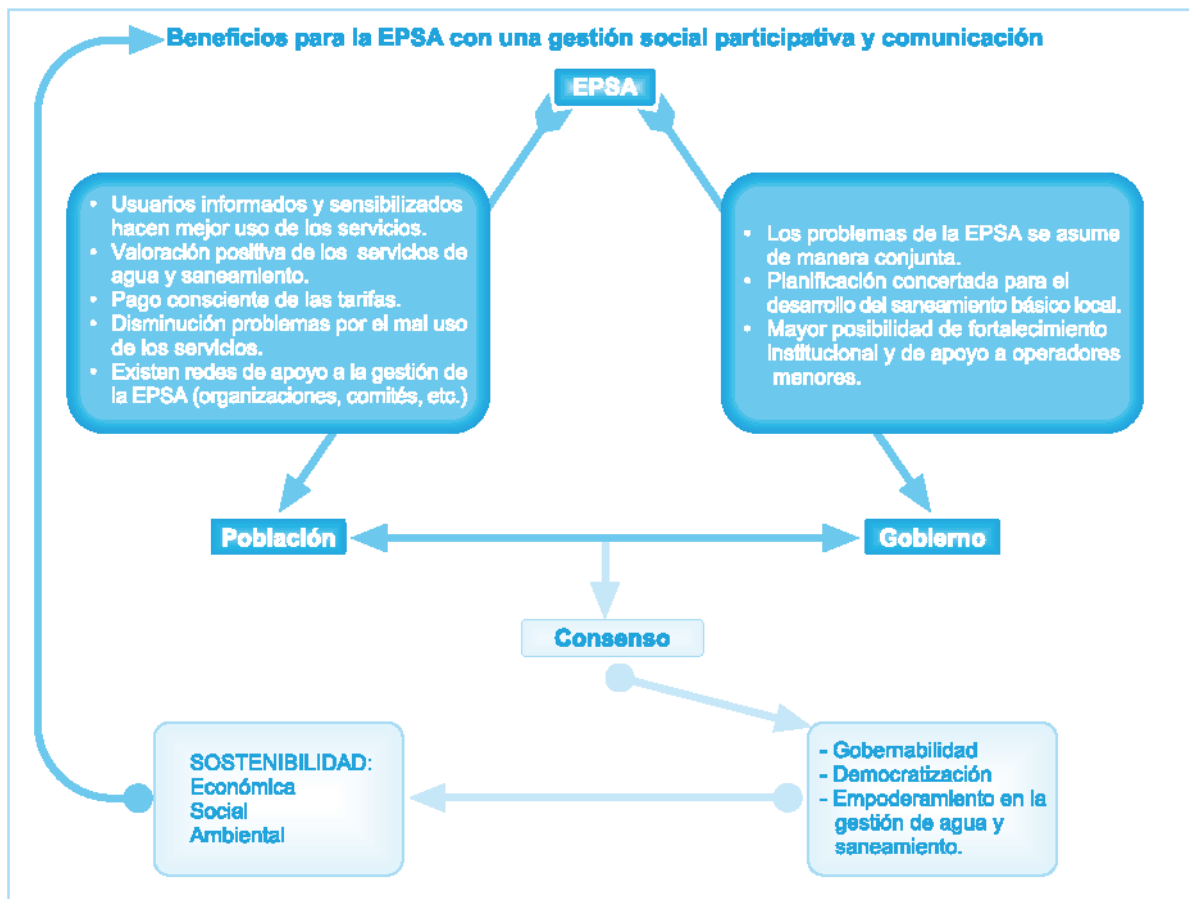 Beneficios para la EPSA con una gestión social participativa y comunicación
EPSA
• Usuarios informados y sensibilizados
hacen mejor uso de los servicios.
• Valoración positiva de los servicios de
agua y saneamiento.
• Pago consciente de las tarifas.
• Disminución problemas por el mal uso
de los servicios.
• Existen redes de apoyo a la gestión de
la EPSA (organizaciones, comités, etc.)
• Los problemas de la EPSA se asume
de manera conjunta.
• Planificación concertada para el
desarrollo del saneamiento básico local.
• Mayor posibilidad de fortalecimiento
institucional y de apoyo a operadores
menores.
Población
Gobierno
Consenso
- Gobernabilidad
- Democratización
- Empoderamiento en la
gestión de agua y
saneamiento.
SOSTENIBILIDAD:
Económica
Social
Ambiental